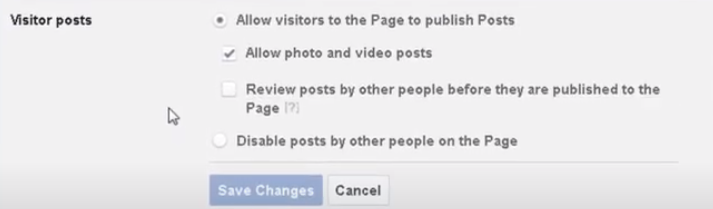 Visitor posts
Allow visitors to the Page to publish Posts
Allow photo and video posts
Review posts by other people before they are published to the
Page [?]
Disable posts by other people on the Page
Save Changes Cancel